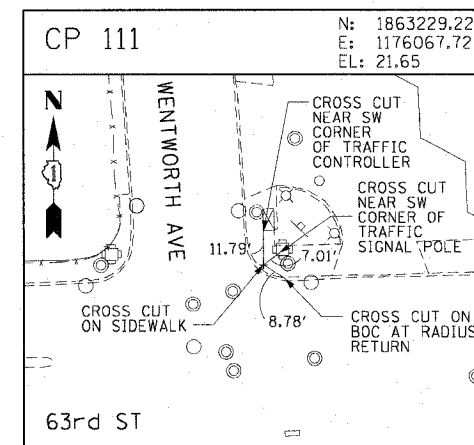 CP 111
N: 1863229.22
E: 1176067.72
EL: 21.65
N
WENTWORTH AVE
CROSS CUT
NEAR SW
CORNER
OF TRAFFIC
CONTROLLER
CROSS CUT
NEAR SW
CORNER OF
TRAFFIC
SIGNAL POLE
11.79'
7.01'
CROSS CUT
ON SIDEWALK
8.78'
CROSS CUT ON
BOC AT RADIUS
RETURN
63rd ST